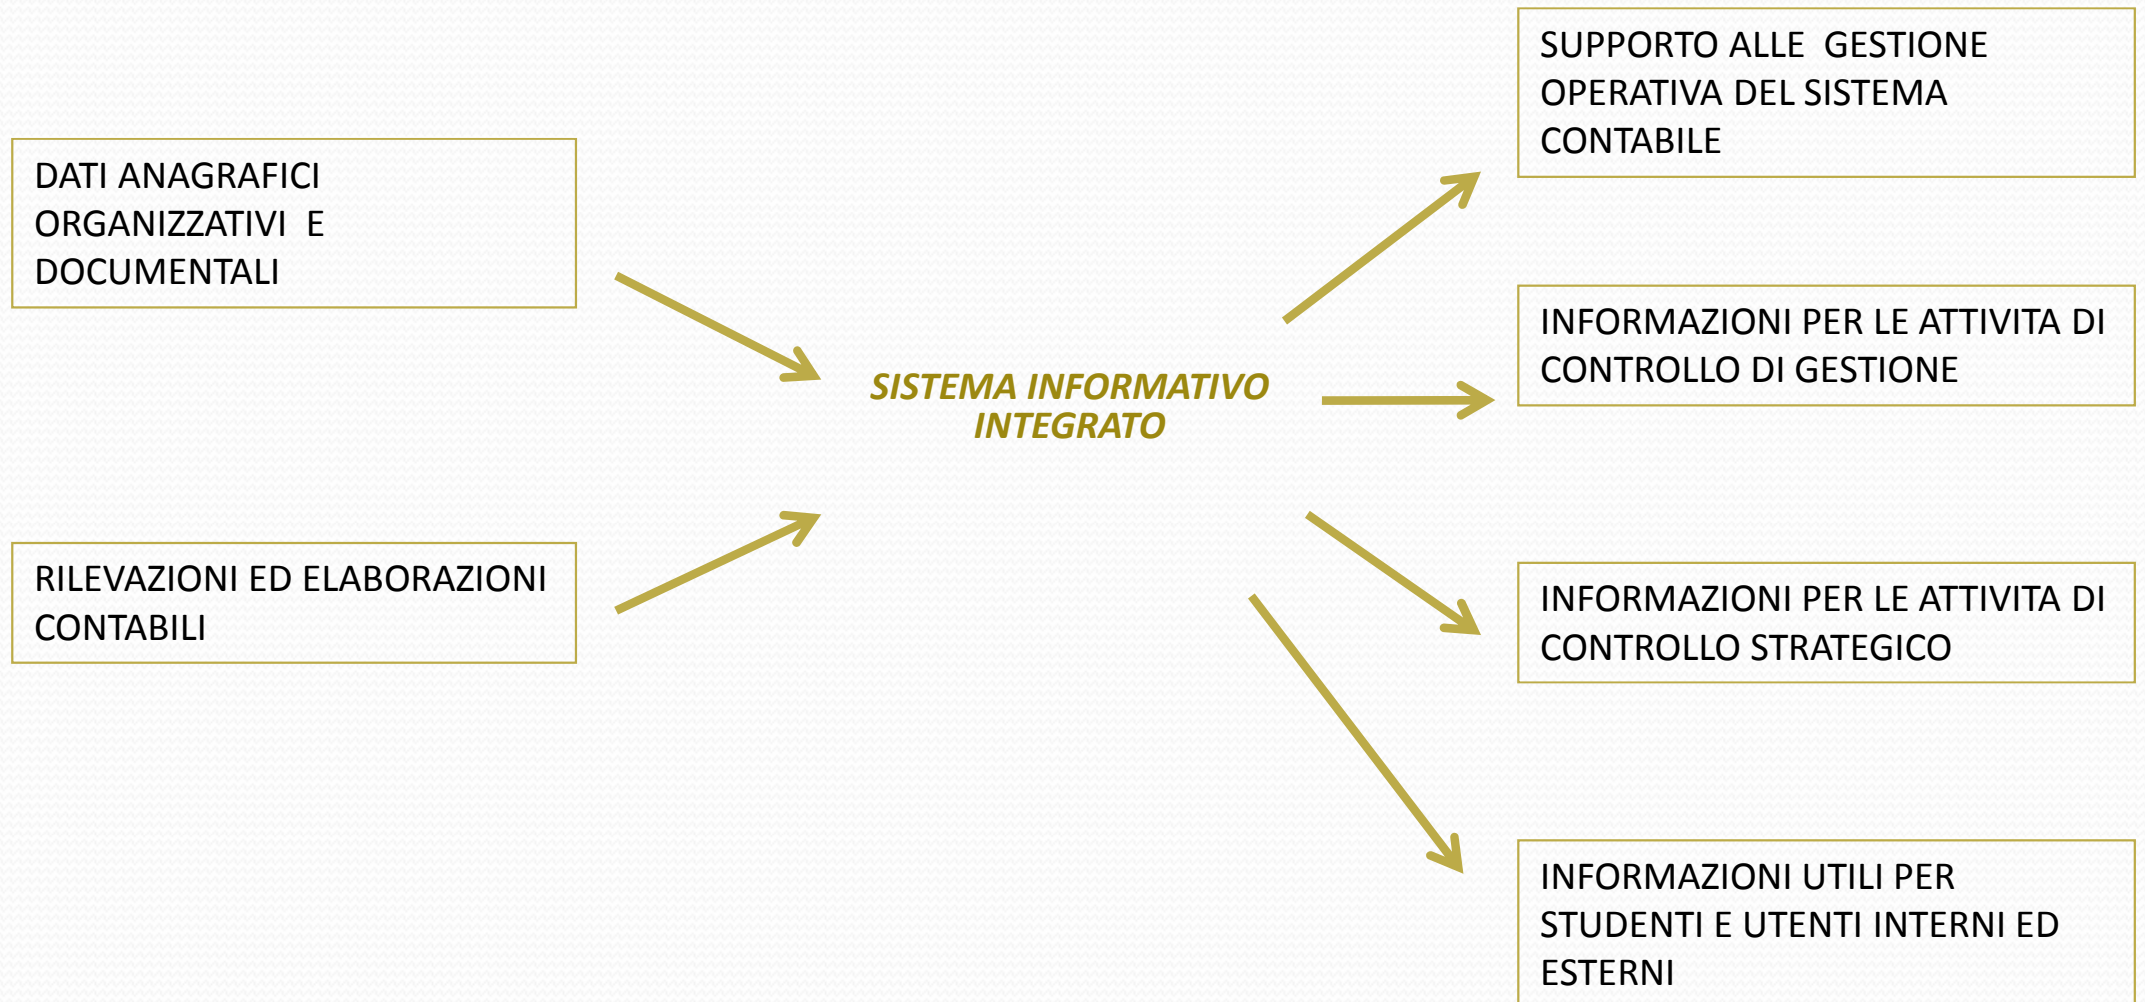 DATI ANAGRAFICI
ORGANIZZATIVI  E
DOCUMENTALI
RILEVAZIONI ED ELABORAZIONI
CONTABILI
SISTEMA INFORMATIVO
INTEGRATO
SUPPORTO ALLE  GESTIONE
OPERATIVA DEL SISTEMA
CONTABILE
INFORMAZIONI PER LE ATTIVITA DI
CONTROLLO DI GESTIONE
INFORMAZIONI PER LE ATTIVITA DI
CONTROLLO STRATEGICO
INFORMAZIONI UTILI PER
STUDENTI E UTENTI INTERNI ED
ESTERNI